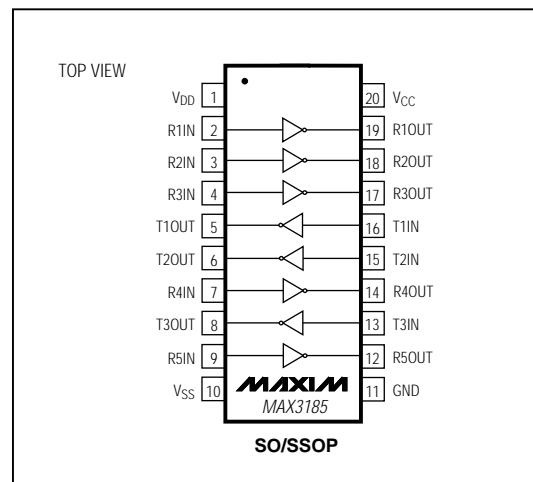 TOP VIEW
VDD 1 20 VCC
R1IN 2 19 R1OUT
R2IN 3 18 R2OUT
R3IN 4 17 R3OUT
T1OUT 5 16 T1IN
T2OUT 6 15 T2IN
R4IN 7 14 R4OUT
T3OUT 8 13 T3IN
R5IN 9 12 R5OUT
VSS 10 MAXIM 11 GND
MAX3185
SO/SSOP